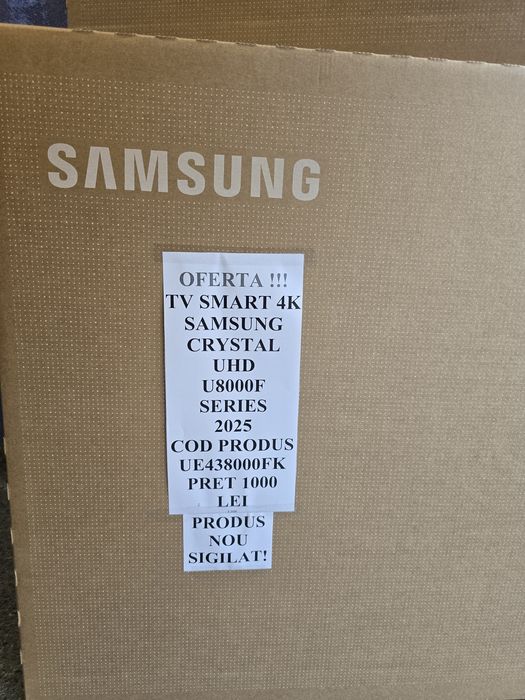 SAMSUNG
OFERTA !!!
TV SMART 4K
SAMSUNG
CRYSTAL
UHD
U8000F
SERIES
2025
COD PRODUS
UE438000FK
PRET 1000
LEI
PRODUS
NOU
SIGILAT!